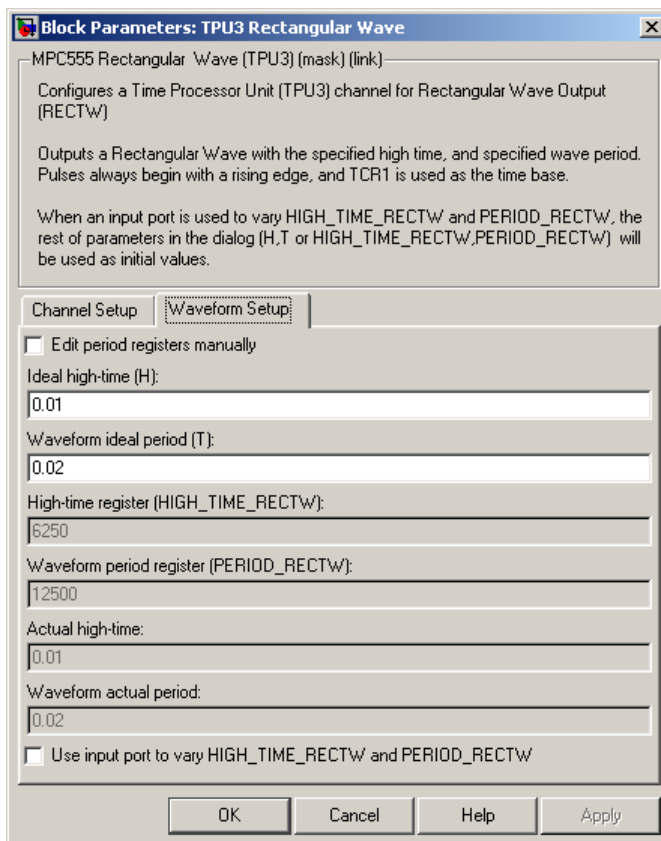 Block Parameters: TPU3 Rectangular Wave
MPC555 Rectangular Wave (TPU3) (mask) (link)
Configures a Time Processor Unit (TPU3) channel for Rectangular Wave Output
(RECTW)
Outputs a Rectangular Wave with the specified high time, and specified wave period.
Pulses always begin with a rising edge, and TCR1 is used as the time base.
When an input port is used to vary HIGH_TIME_RECTW and PERIOD_RECTW, the
rest of parameters in the dialog (H,T or HIGH_TIME_RECTW,PERIOD_RECTW) will
be used as initial values.
Channel Setup Waveform Setup
Edit period registers manually
Ideal high-time (H):
0.01
Waveform ideal period (T):
0.02
High-time register (HIGH_TIME_RECTW):
6250
Waveform period register (PERIOD_RECTW):
12500
Actual high-time:
0.01
Waveform actual period:
0.02
Use input port to vary HIGH_TIME_RECTW and PERIOD_RECTW
OK Cancel Help Apply